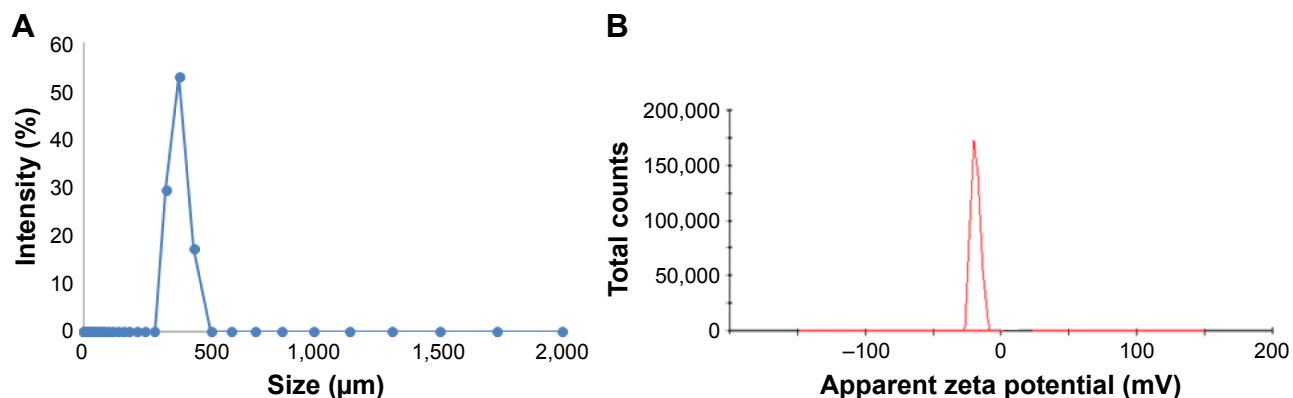 A
60
50
40
30
20
10
0
Intensity (%)
0 500 1,000 1,500 2,000
Size (µm)
B
200,000
150,000
100,000
50,000
0
Total counts
–100 0 100 200
Apparent zeta potential (mV)